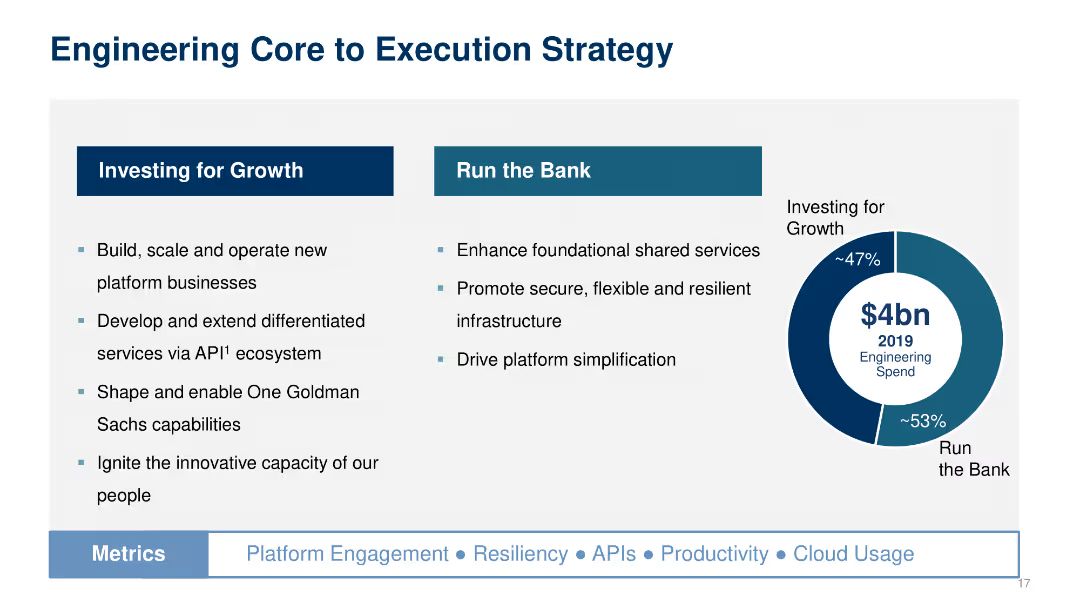 Engineering Core to Execution Strategy
Investing for Growth
▪ Build, scale and operate new
platform businesses
▪ Develop and extend differentiated
services via API¹ ecosystem
▪ Shape and enable One Goldman
Sachs capabilities
▪ Ignite the innovative capacity of our
people
Run the Bank
▪ Enhance foundational shared services
▪ Promote secure, flexible and resilient
infrastructure
▪ Drive platform simplification
Investing for
Growth
~47%
$4bn
2019
Engineering
Spend
~53%
Run
the Bank
Metrics
Platform Engagement ● Resiliency ● APIs ● Productivity ● Cloud Usage
17